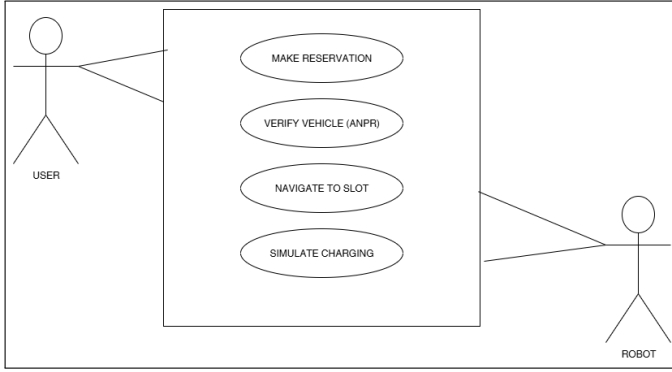 MAKE RESERVATION
VERIFY VEHICLE (ANPR)
USER
NAVIGATE TO SLOT
SIMULATE CHARGING
ROBOT